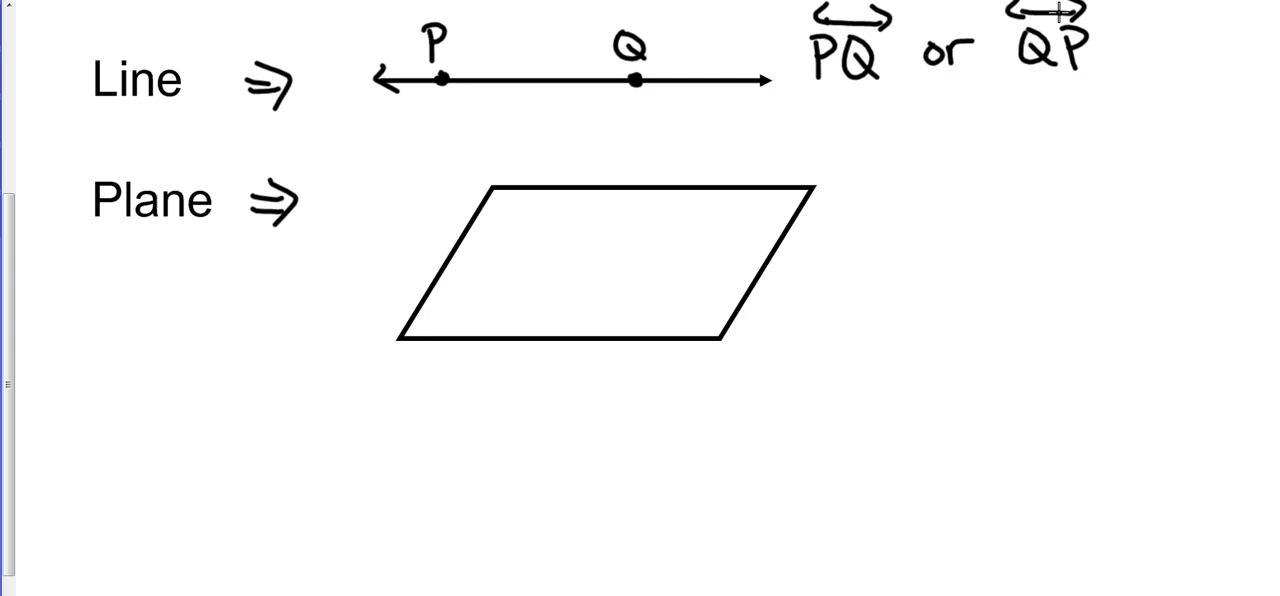 P Q PQ or QP
Line ⇒
Plane ⇒